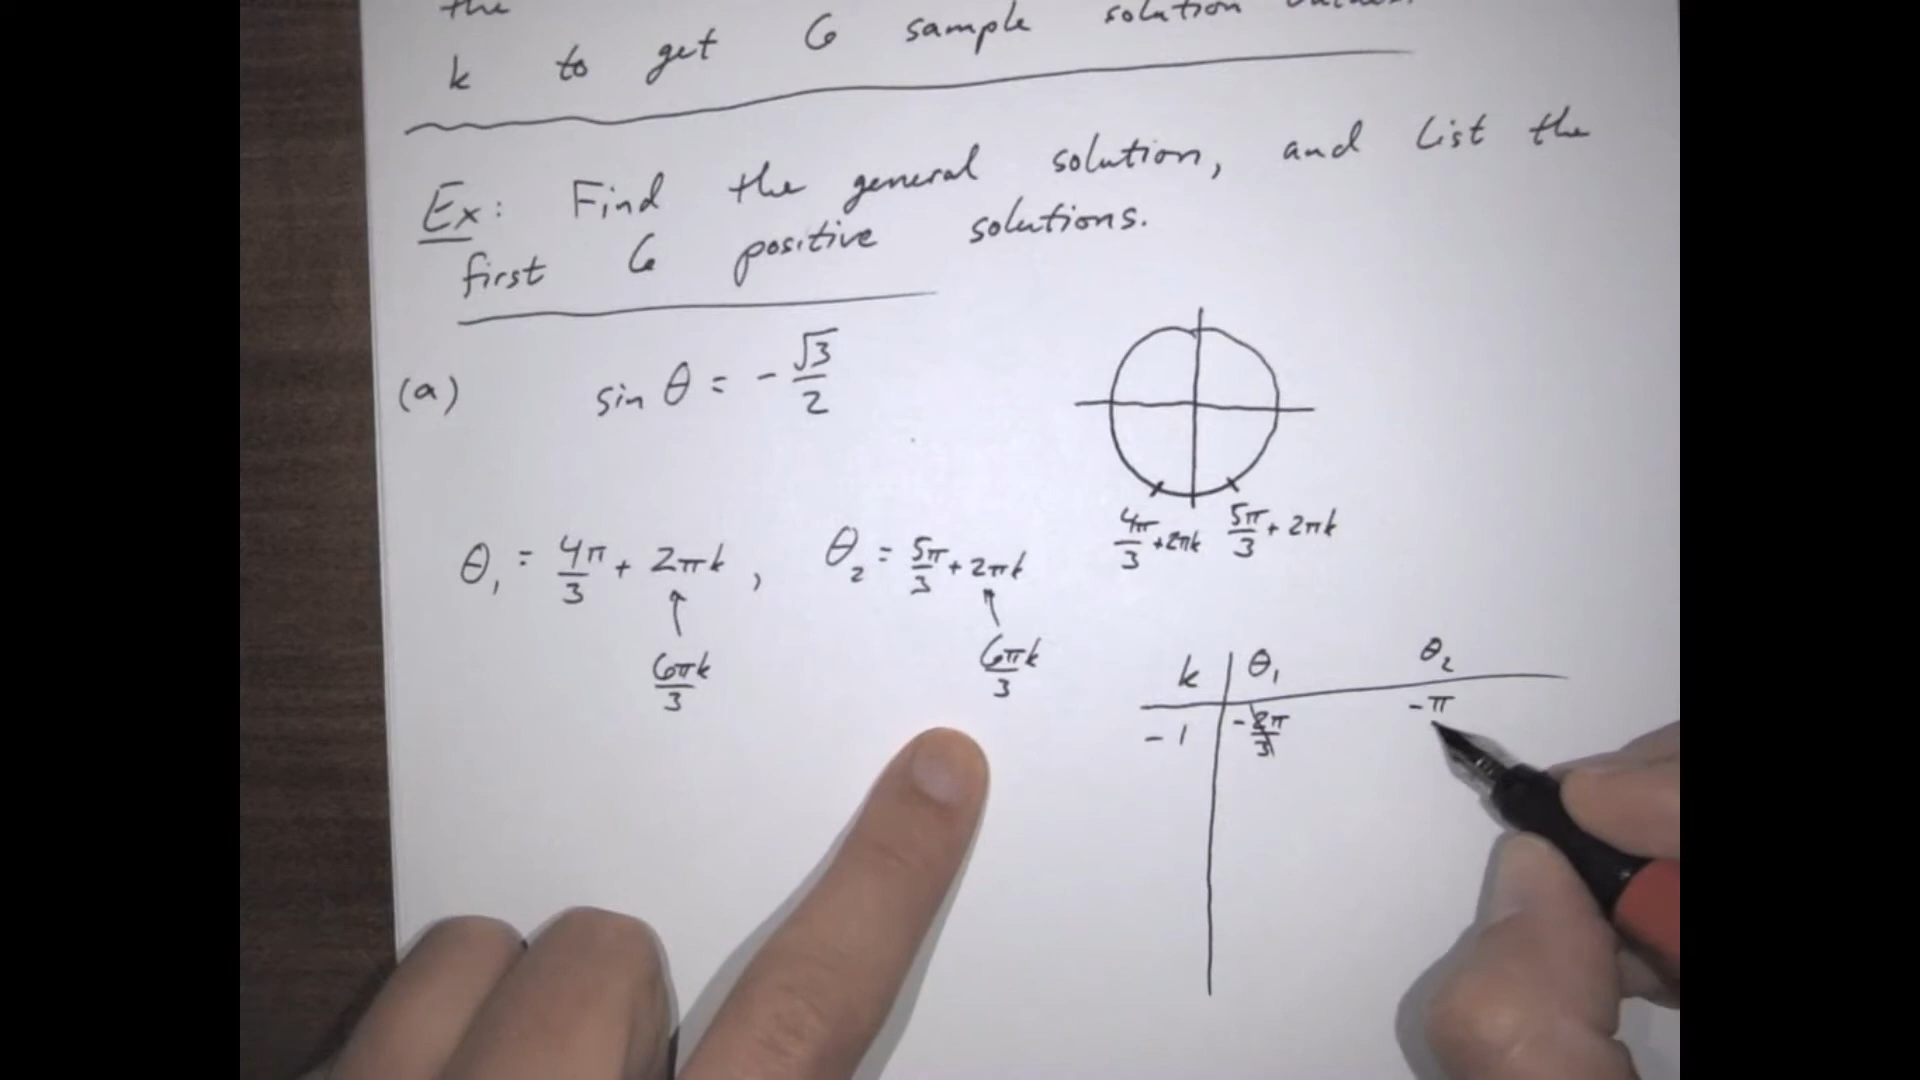 the
k to get 6 sample solution
Ex: Find the general solution, and list the
first 6 positive solutions.
(a) sin θ = -√3/2
4π/3 + 2πk 5π/3 + 2πk
θ₁ = 4π/3 + 2πk , θ₂ = 5π/3 + 2πk
↑ ↑
6πk/3 6πk/3
k θ₁ θ₂
-1 -2π/3 -π